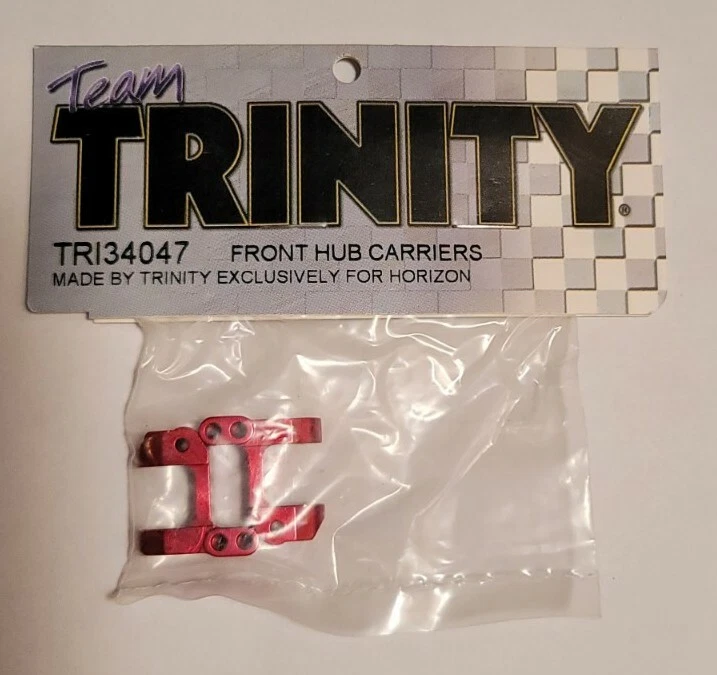 Team
TRINITY®
TRI34047 FRONT HUB CARRIERS
MADE BY TRINITY EXCLUSIVELY FOR HORIZON